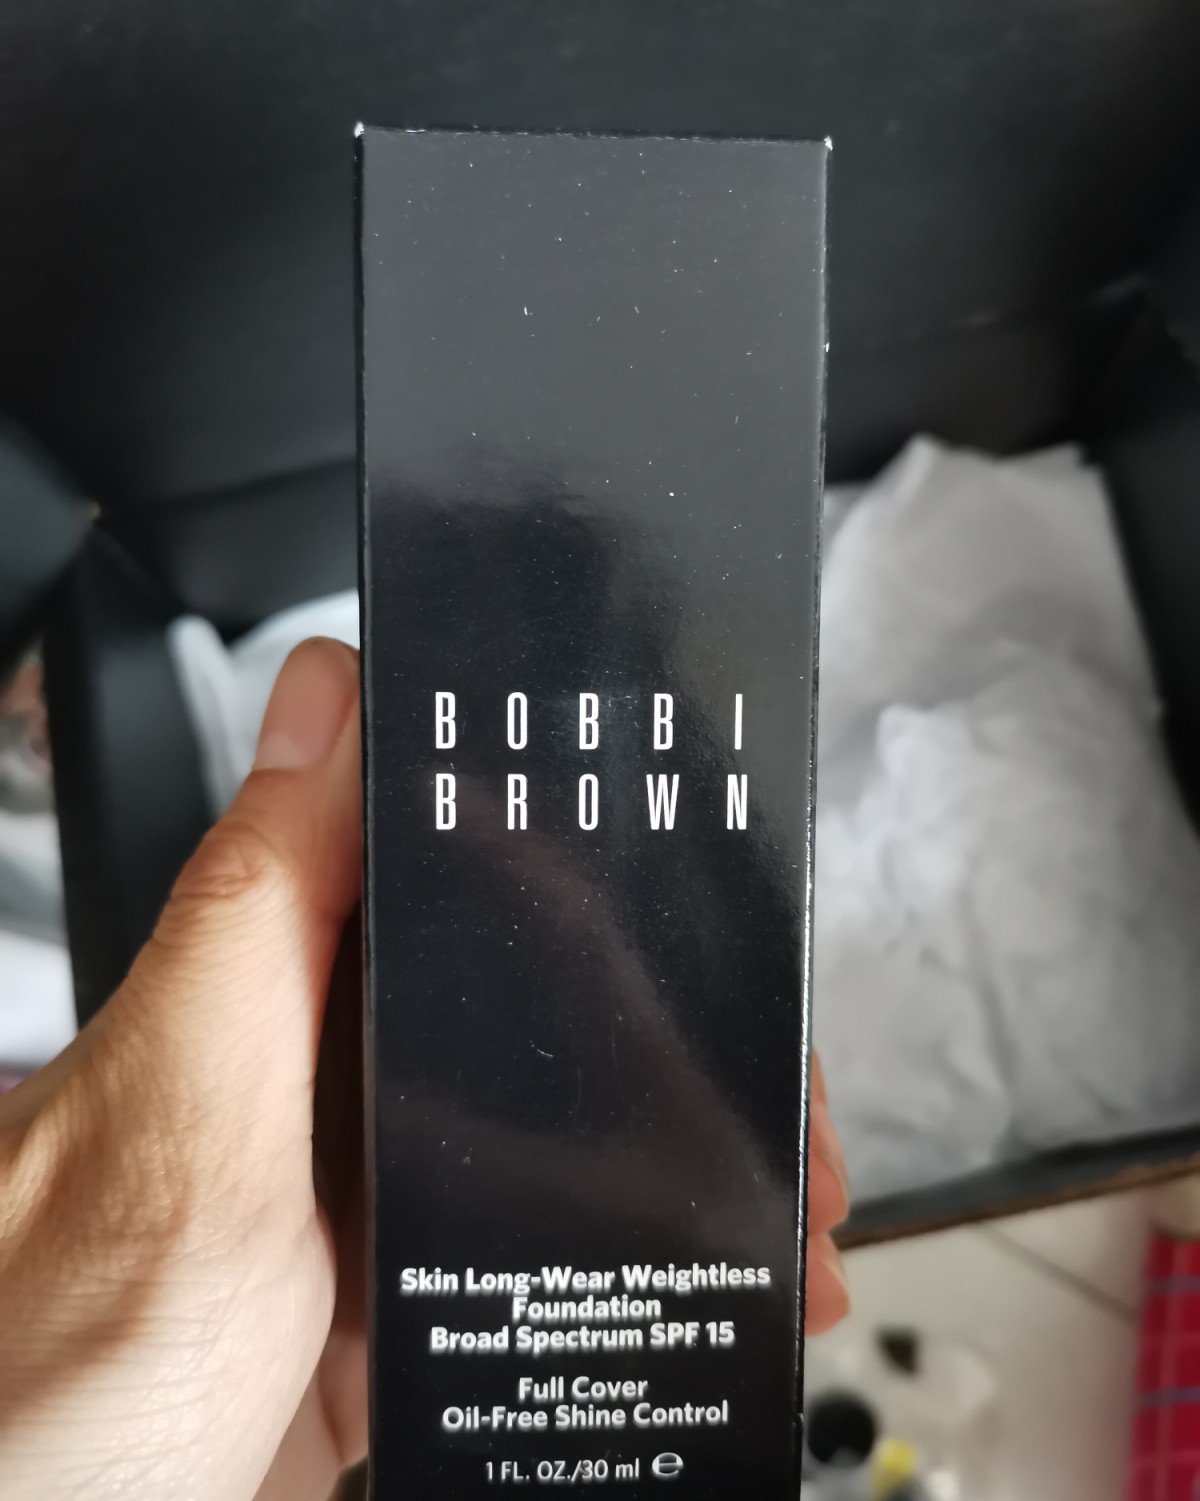 BOBBI
BROWN
Skin Long-Wear Weightless
Foundation
Broad Spectrum SPF 15
Full Cover
Oil-Free Shine Control
1 FL. OZ./30 ml ℮